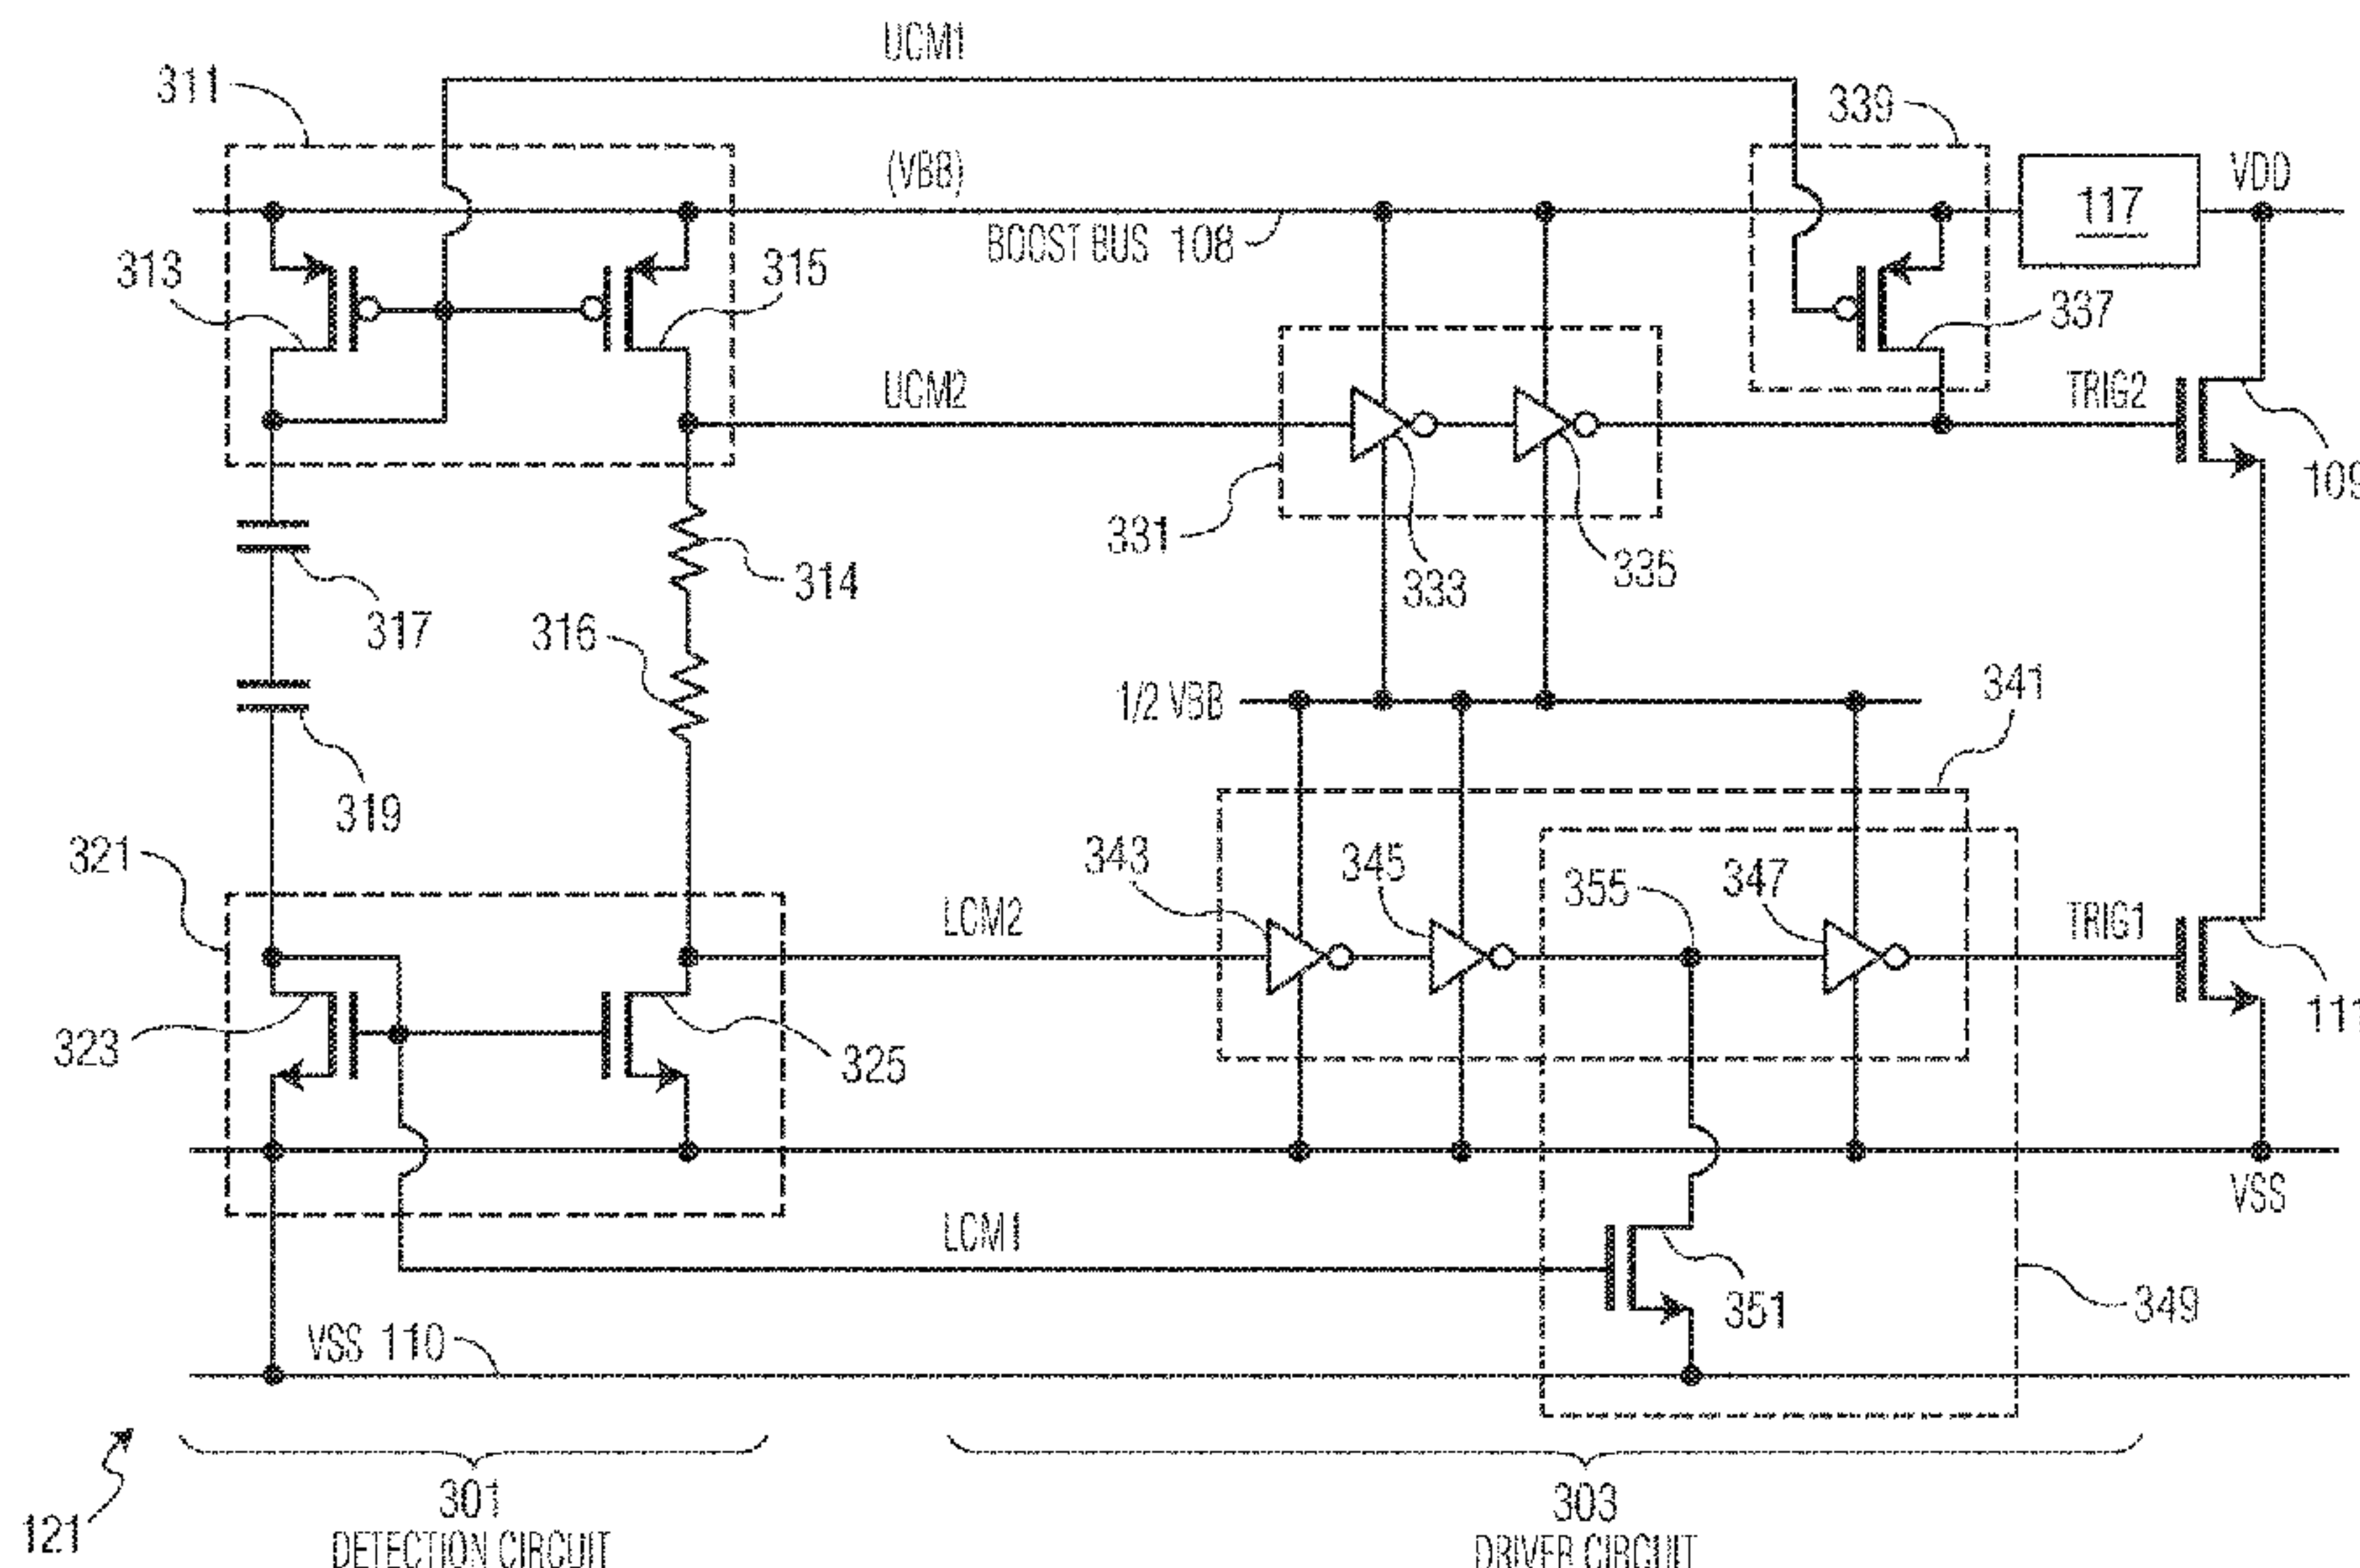 UCM1
311
339
(VBB)
VDD
117
BOOST BUS 108
313
315
337
UCM2
TRIG2
109
331
333
335
314
317
316
1/2 VBB
341
319
321
343
345
355
347
LCM2
TRIG1
111
323
325
VSS
LCM1
351
349
VSS 110
301
303
121
DETECTION CIRCUIT
DRIVER CIRCUIT